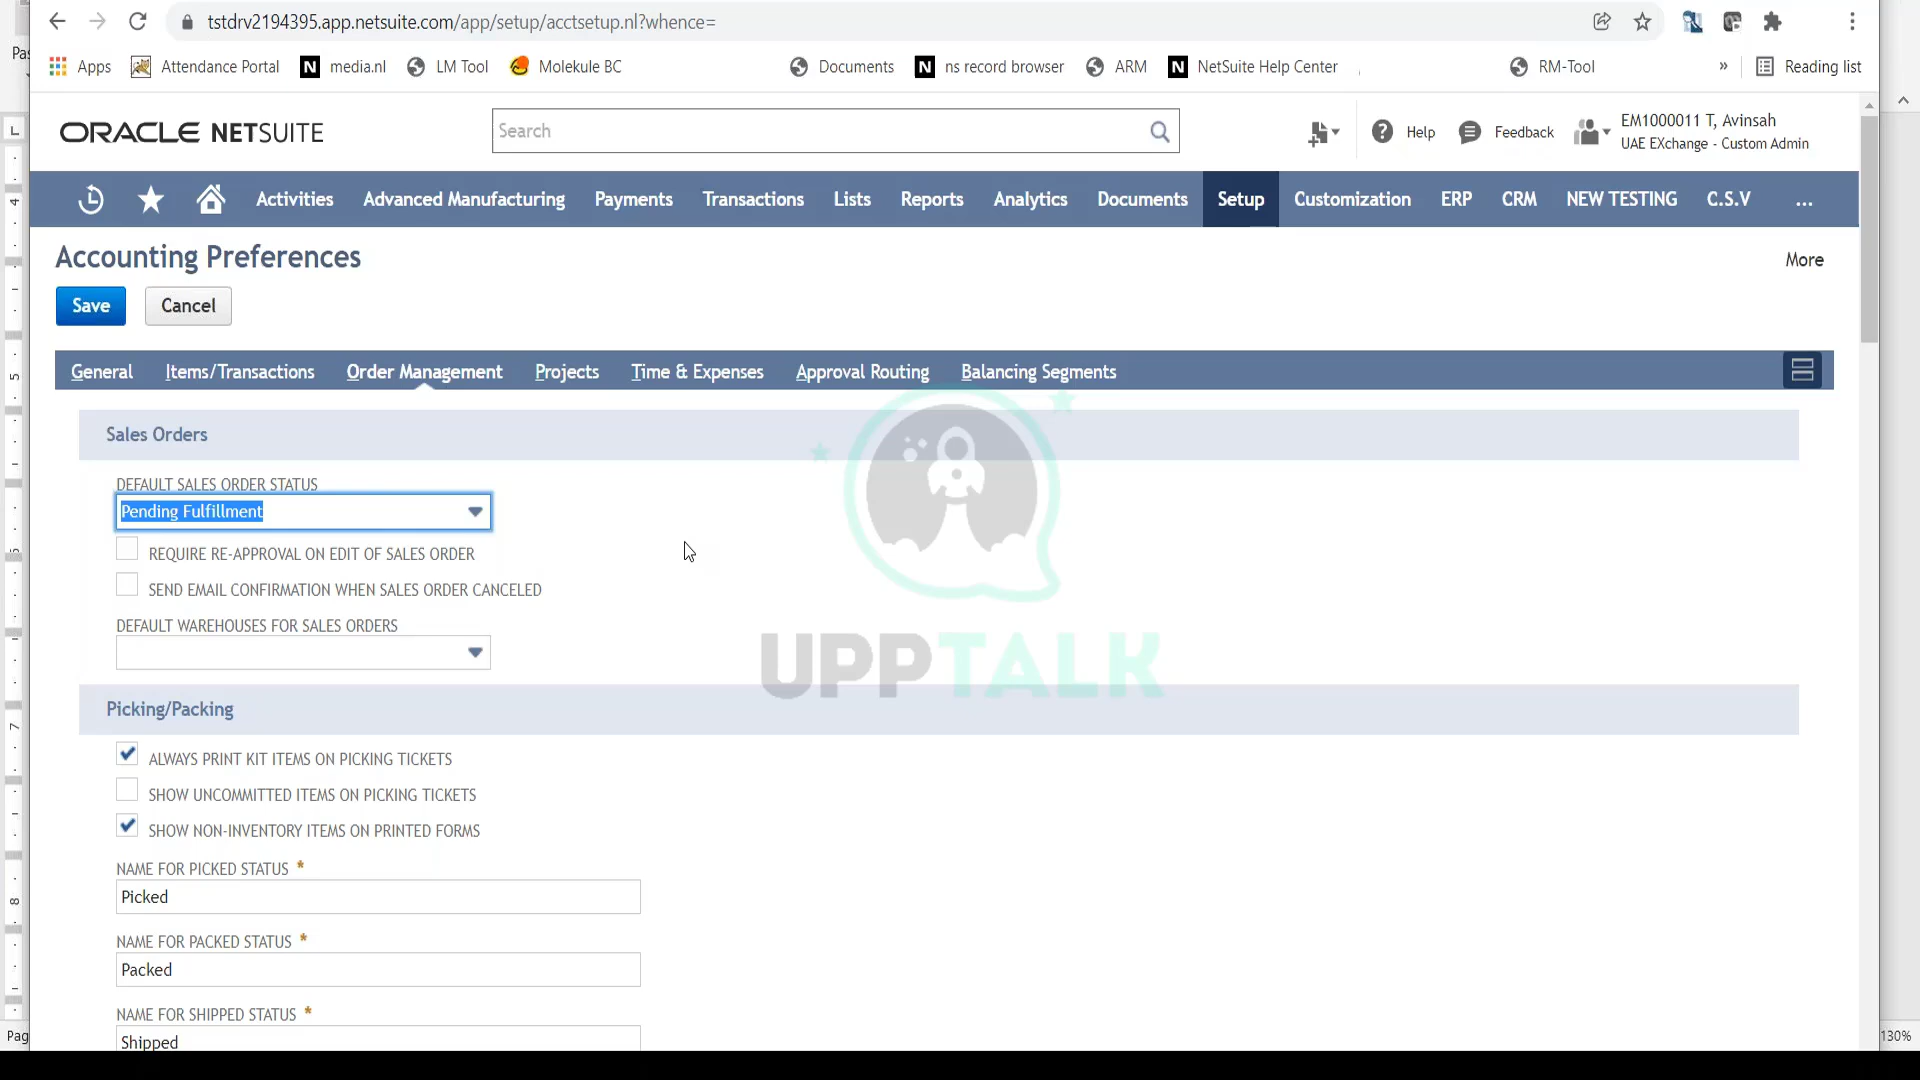 Pas
tstdrv2194395.app.netsuite.com/app/setup/acctsetup.nl?whence=
Apps Attendance Portal media.nl LM Tool Molekule BC Documents ns record browser ARM NetSuite Help Center RM-Tool » Reading list
ORACLE NETSUITE
Search
Help
Feedback
EM1000011 T, Avinsah
UAE EXchange - Custom Admin
Activities Advanced Manufacturing Payments Transactions Lists Reports Analytics Documents Setup Customization ERP CRM NEW TESTING C.S.V ...
Accounting Preferences
More
Save Cancel
General Items/Transactions Order Management Projects Time & Expenses Approval Routing Balancing Segments
Sales Orders
DEFAULT SALES ORDER STATUS
Pending Fulfillment
REQUIRE RE-APPROVAL ON EDIT OF SALES ORDER
SEND EMAIL CONFIRMATION WHEN SALES ORDER CANCELED
DEFAULT WAREHOUSES FOR SALES ORDERS
UPPTALK
Picking/Packing
ALWAYS PRINT KIT ITEMS ON PICKING TICKETS
SHOW UNCOMMITTED ITEMS ON PICKING TICKETS
SHOW NON-INVENTORY ITEMS ON PRINTED FORMS
NAME FOR PICKED STATUS *
Picked
NAME FOR PACKED STATUS *
Packed
NAME FOR SHIPPED STATUS *
Shipped
L
4
5
7
8
Pag
130%